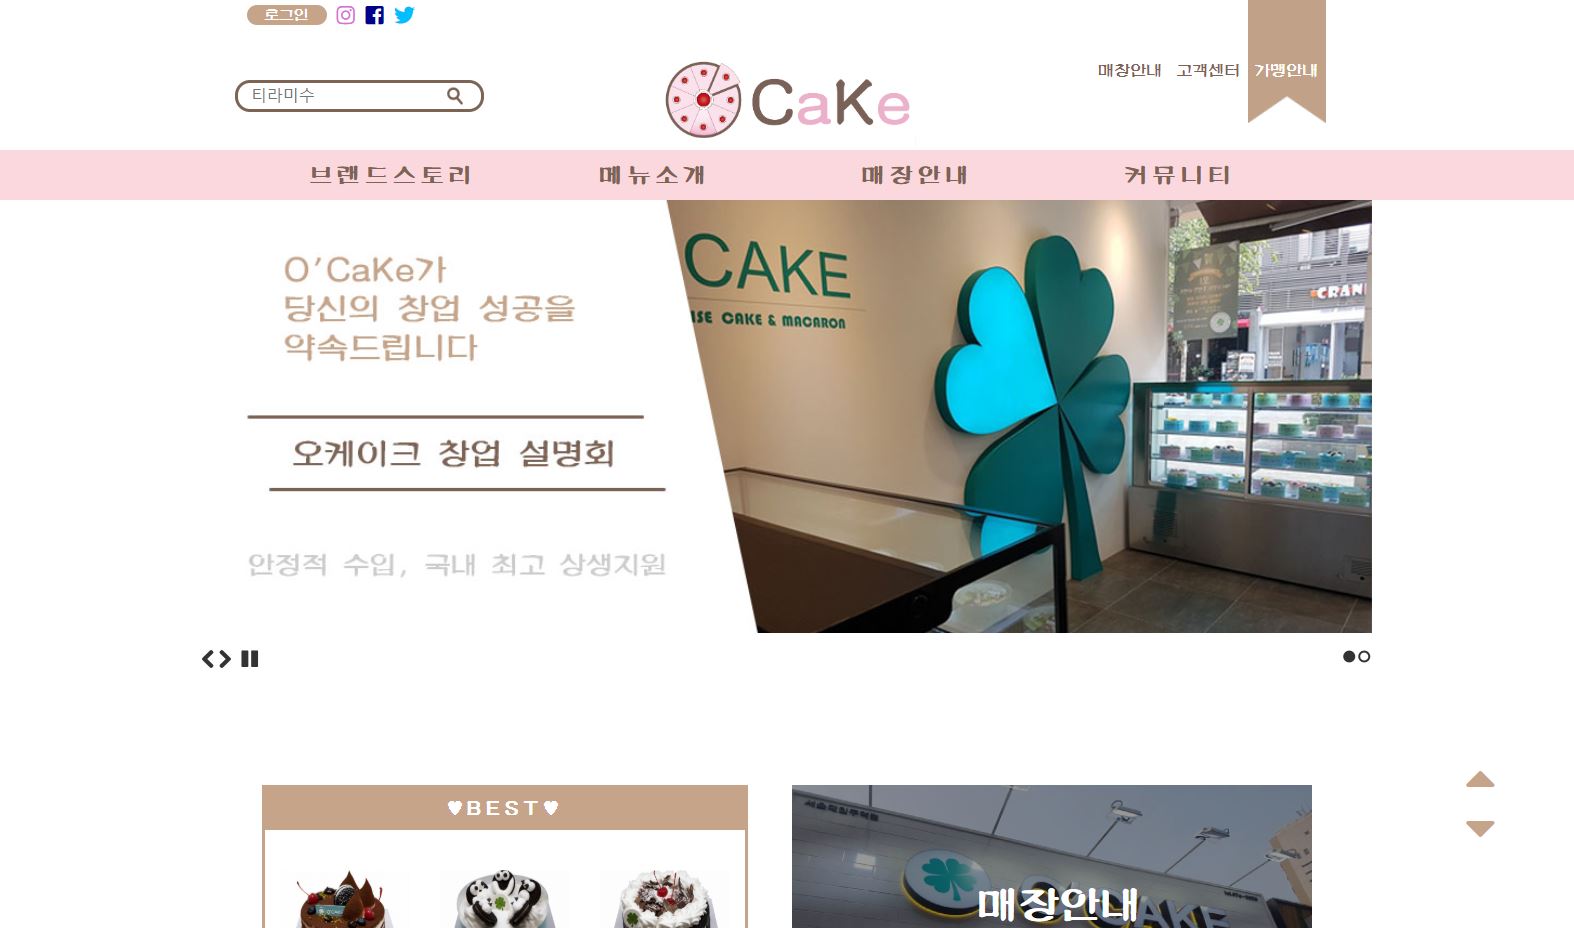 로그인
매장안내 고객센터 가맹안내
티라미수
CaKe
브랜드스토리 메뉴소개 매장안내 커뮤니티
O'CaKe가
당신의 창업 성공을
약속드립니다
오케이크 창업 설명회
안정적 수입, 국내 최고 상생지원
CAKE
ISE CAKE & MACARON
CRAN
♥BEST♥
매장안내
CAKE